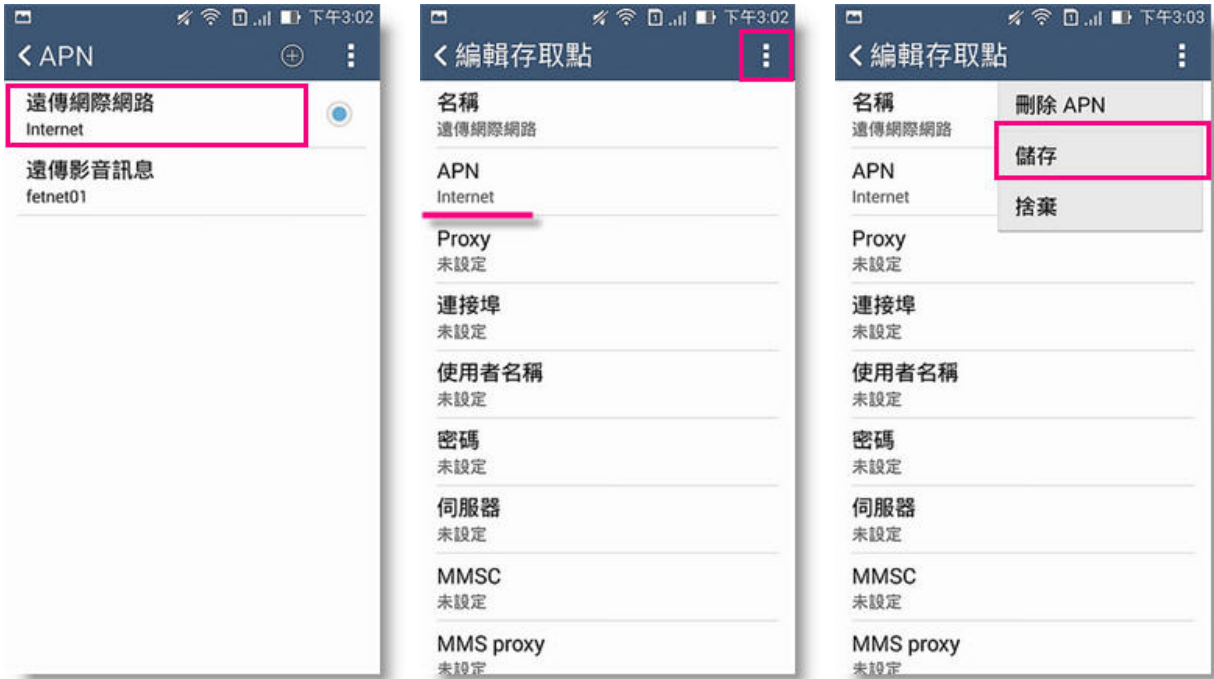 下午3:02
APN
遠傳網際網路
Internet
遠傳影音訊息
fetnet01
下午3:02
編輯存取點
名稱
遠傳網際網路
APN
Internet
Proxy
未設定
連接埠
未設定
使用者名稱
未設定
密碼
未設定
伺服器
未設定
MMSC
未設定
MMS proxy
未設定
下午3:03
編輯存取點
名稱
遠傳網際網路
APN
Internet
Proxy
未設定
連接埠
未設定
使用者名稱
未設定
密碼
未設定
伺服器
未設定
MMSC
未設定
MMS proxy
未設定
刪除 APN
儲存
捨棄